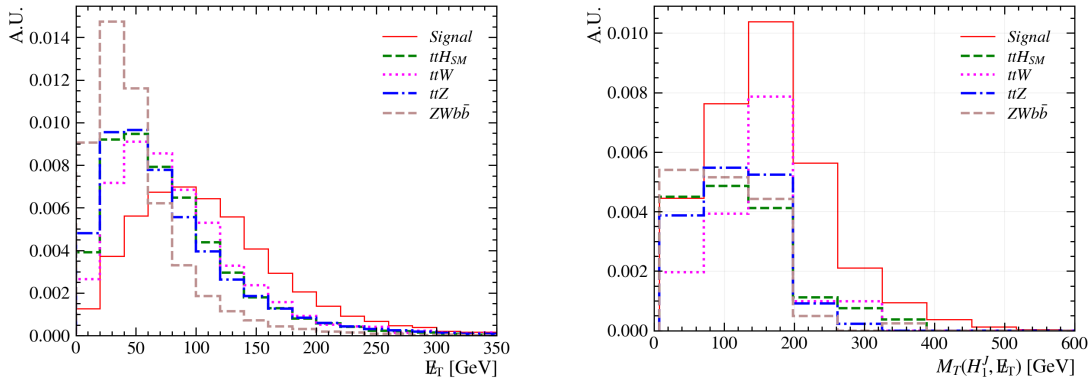 A.U.
0.014
0.012
0.010
0.008
0.006
0.004
0.002
0.000
0 50 100 150 200 250 300 350
E̸_T [GeV]
Signal
ttH_SM
ttW
ttZ
ZWbb̄
A.U.
0.010
0.008
0.006
0.004
0.002
0.000
0 100 200 300 400 500 600
M_T(H_1^J, E̸_T) [GeV]
Signal
ttH_SM
ttW
ttZ
ZWbb̄